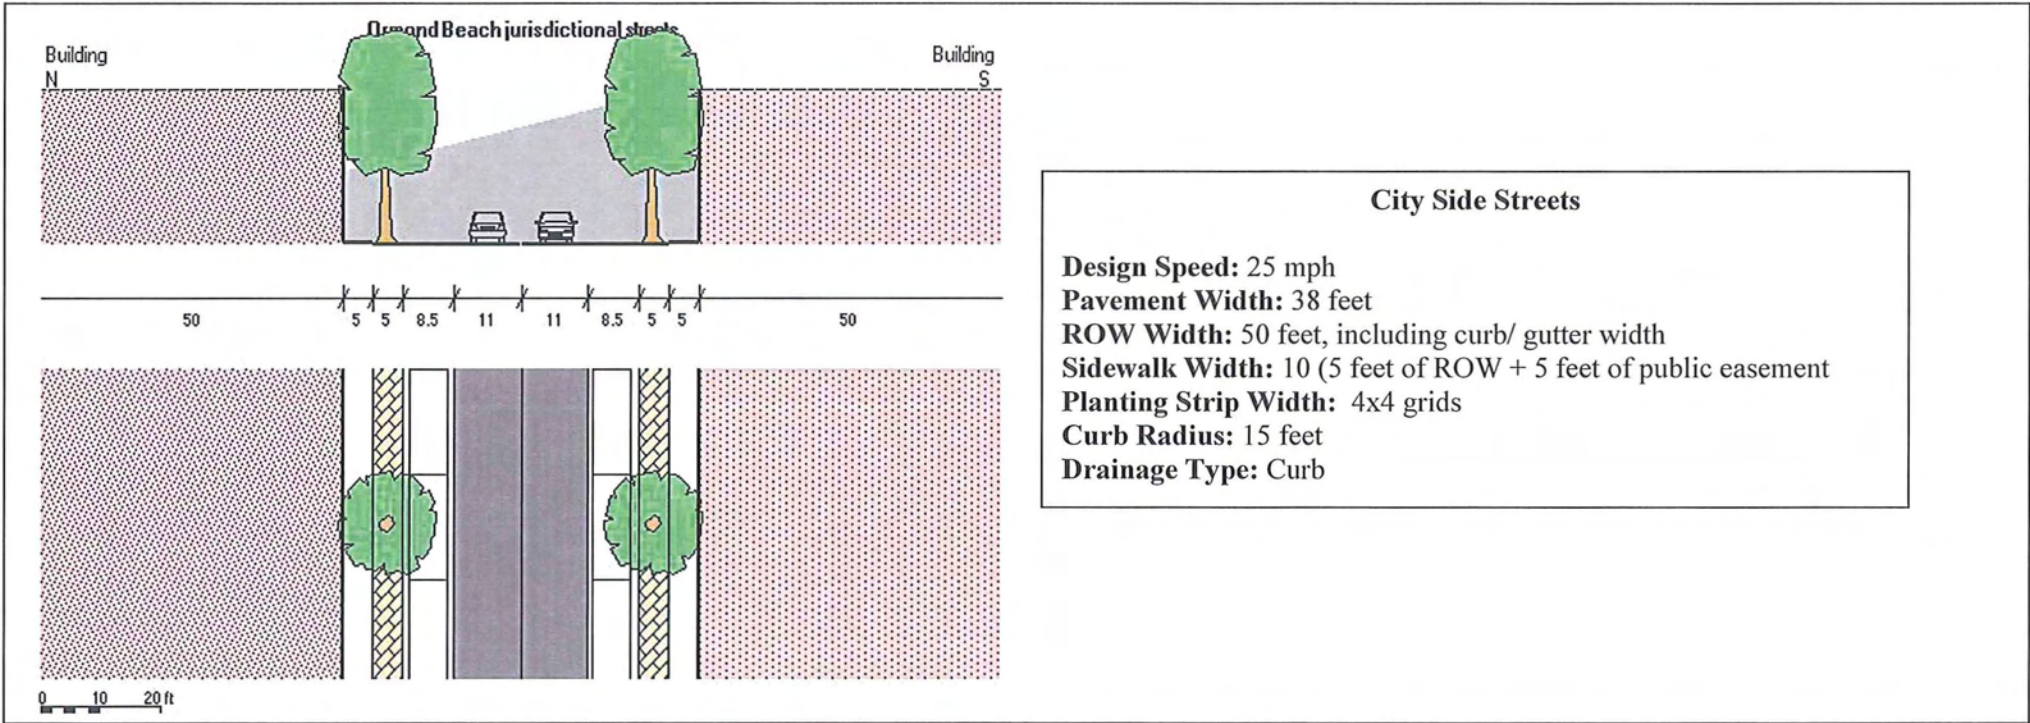 Ormond Beach jurisdictional streets
Building
N
Building
S
50 5 5 8.5 11 11 8.5 5 5 50
0 10 20 ft
City Side Streets
Design Speed: 25 mph
Pavement Width: 38 feet
ROW Width: 50 feet, including curb/ gutter width
Sidewalk Width: 10 (5 feet of ROW + 5 feet of public easement
Planting Strip Width: 4x4 grids
Curb Radius: 15 feet
Drainage Type: Curb